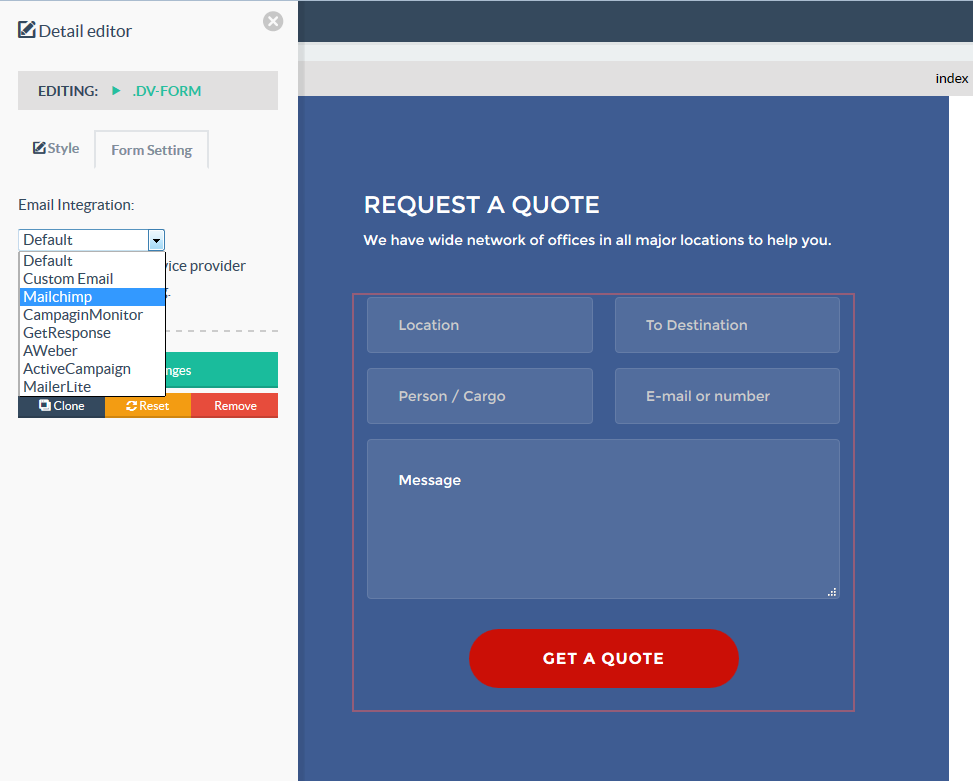 Detail editor
EDITING: .DV-FORM
Style
Form Setting
Email Integration:
Default
Default
Custom Email
Mailchimp
CampaginMonitor
GetResponse
AWeber
ActiveCampaign
MailerLite
provider
Clone
Reset
Remove
index
REQUEST A QUOTE
We have wide network of offices in all major locations to help you.
Location
To Destination
Person / Cargo
E-mail or number
Message
GET A QUOTE